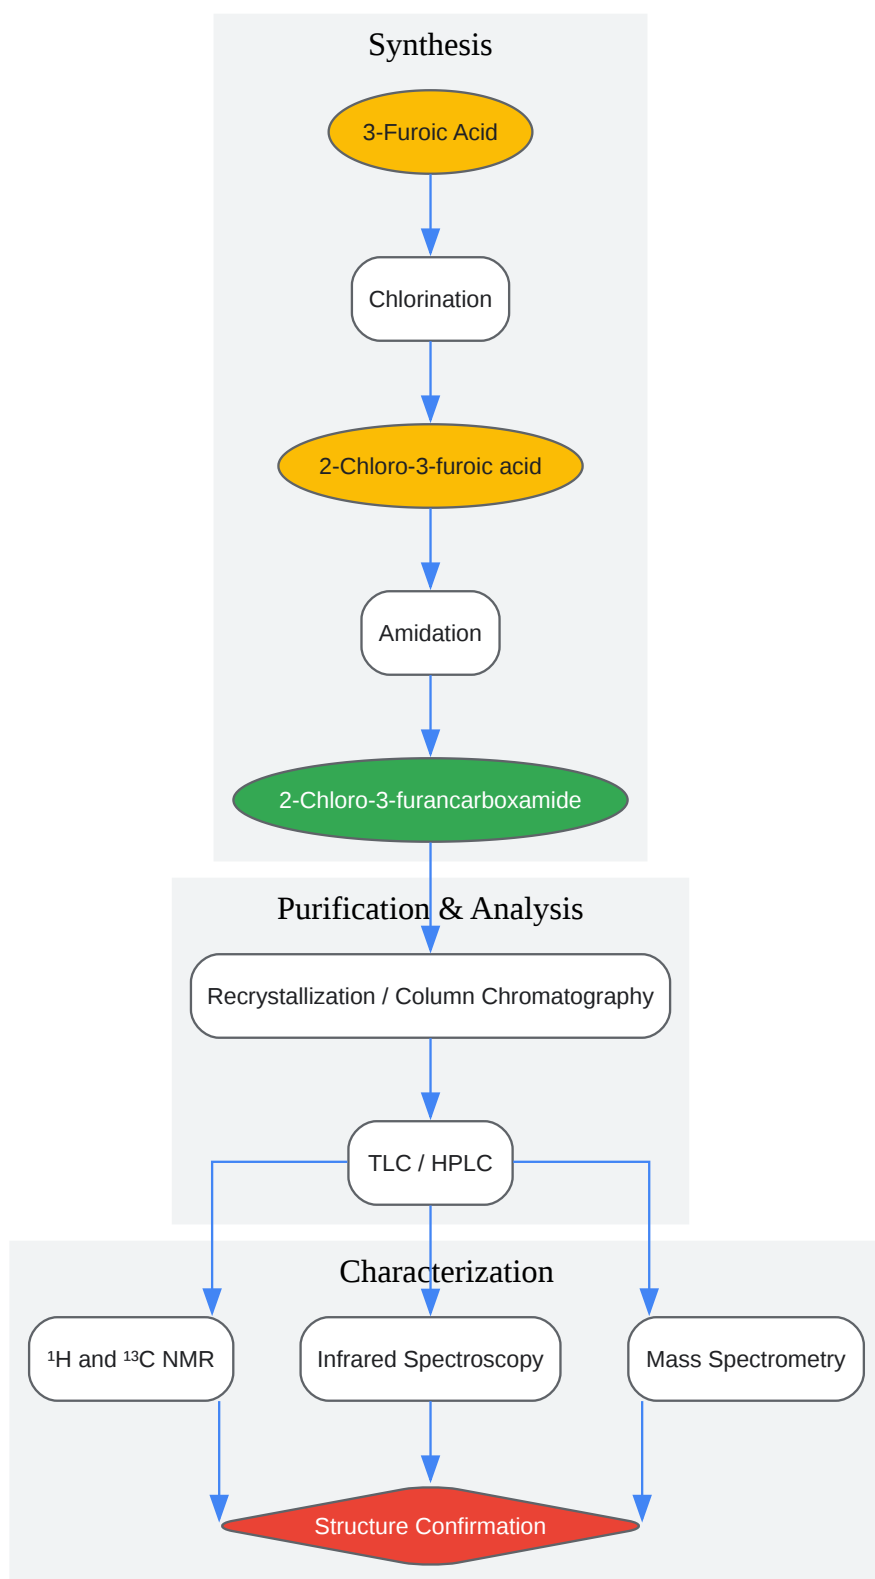 Synthesis
3-Furoic Acid
Chlorination
2-Chloro-3-furoic acid
Amidation
2-Chloro-3-furancarboxamide
Purification & Analysis
Recrystallization / Column Chromatography
TLC / HPLC
Characterization
¹H and ¹³C NMR
Infrared Spectroscopy
Mass Spectrometry
Structure Confirmation